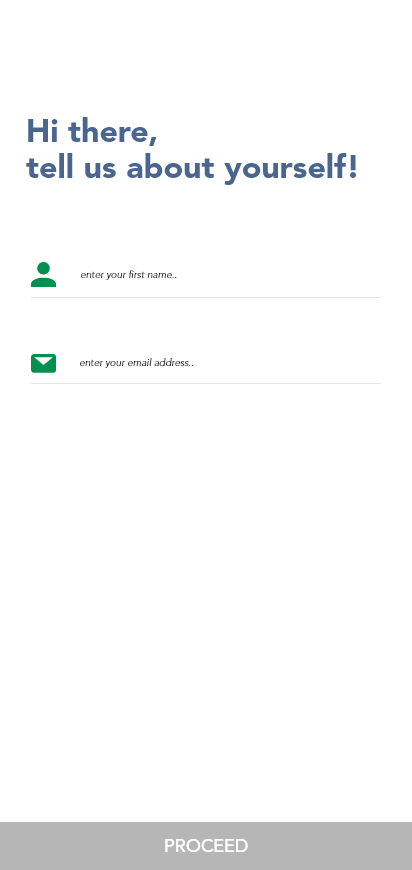 Hi there,
tell us about yourself!
enter your first name..
enter your email address..
PROCEED